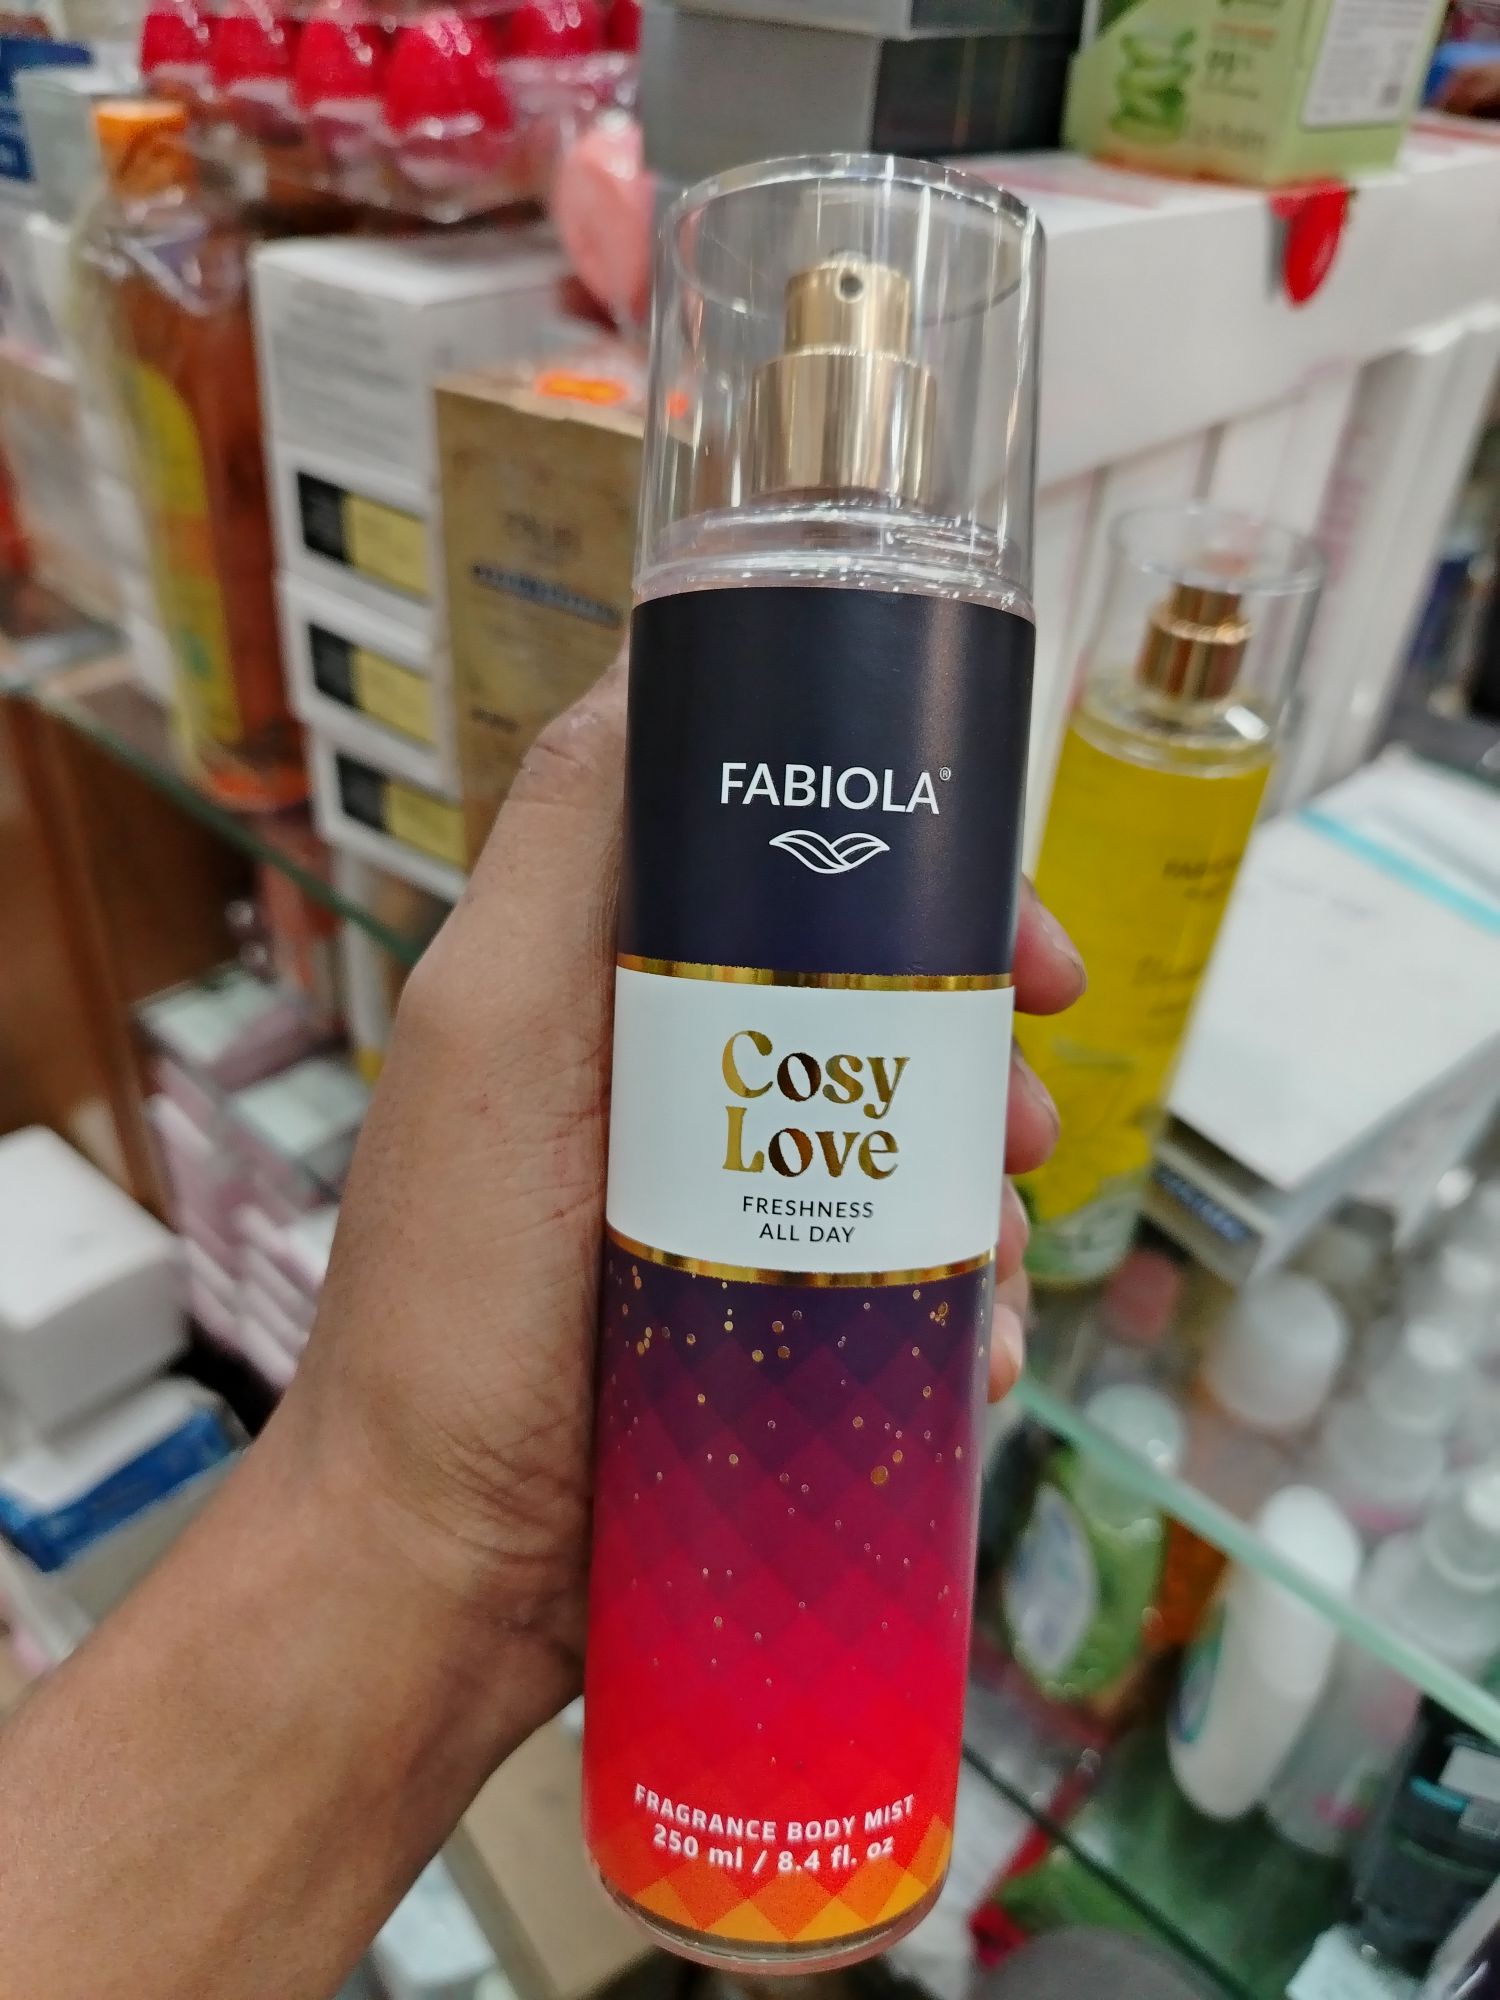 FABIOLA®
Cosy
Love
FRESHNESS
ALL DAY
FRAGRANCE BODY MIST
250 ml / 8.4 fl. oz